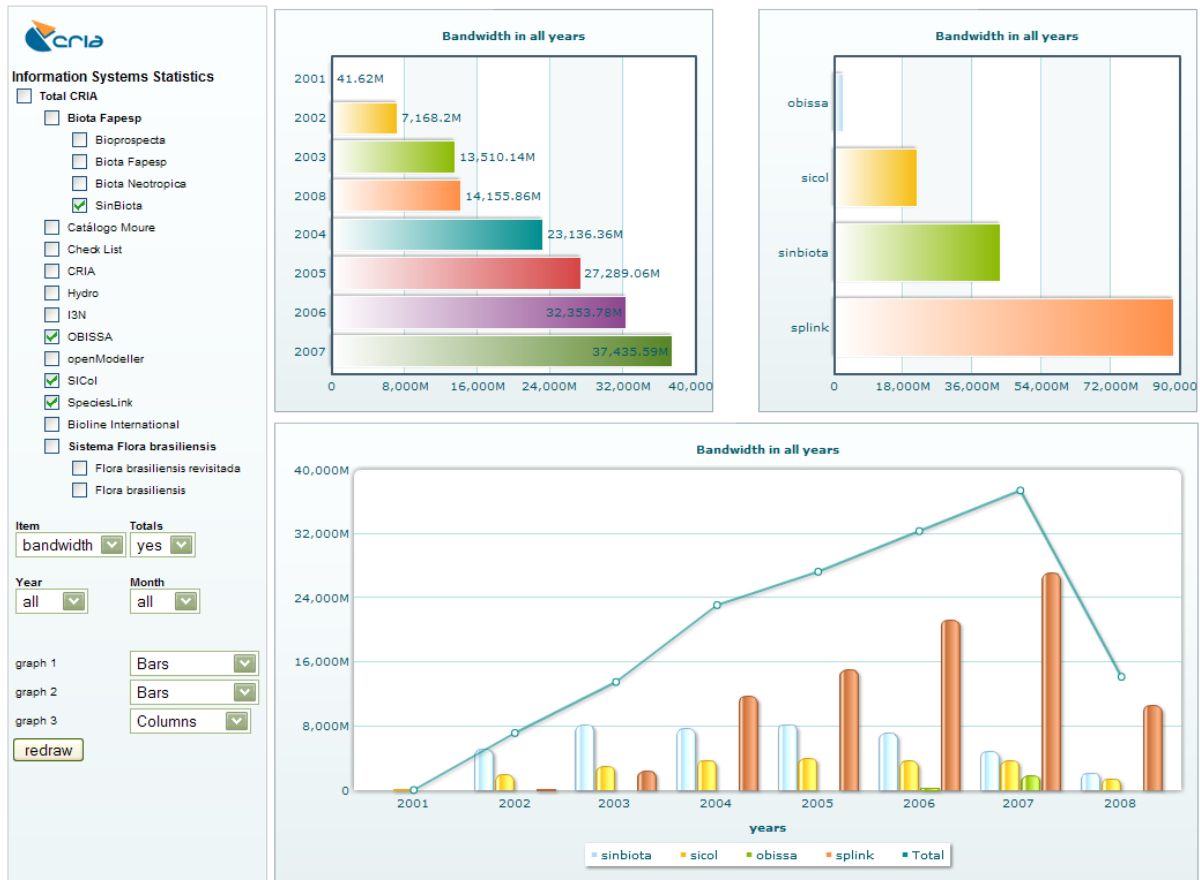 cria
Information Systems Statistics
Total CRIA
Biota Fapesp
Bioprospecta
Biota Fapesp
Biota Neotropica
SinBiota
Catálogo Moure
Check List
CRIA
Hydro
I3N
OBISSA
openModeller
SICol
SpeciesLink
Bioline International
Sistema Flora brasiliensis
Flora brasiliensis revisitada
Flora brasiliensis
Item Totals
bandwidth yes
Year Month
all all
graph 1 Bars
graph 2 Bars
graph 3 Columns
redraw
Bandwidth in all years
2001 41.62M
2002 7,168.2M
2003 13,510.14M
2008 14,155.86M
2004 23,136.36M
2005 27,289.06M
2006 32,353.78M
2007 37,435.59M
0 8,000M 16,000M 24,000M 32,000M 40,000
Bandwidth in all years
obissa
sicol
sinbiota
splink
0 18,000M 36,000M 54,000M 72,000M 90,000
Bandwidth in all years
40,000M
32,000M
24,000M
16,000M
8,000M
0
2001 2002 2003 2004 2005 2006 2007 2008
years
sinbiota sicol obissa splink Total